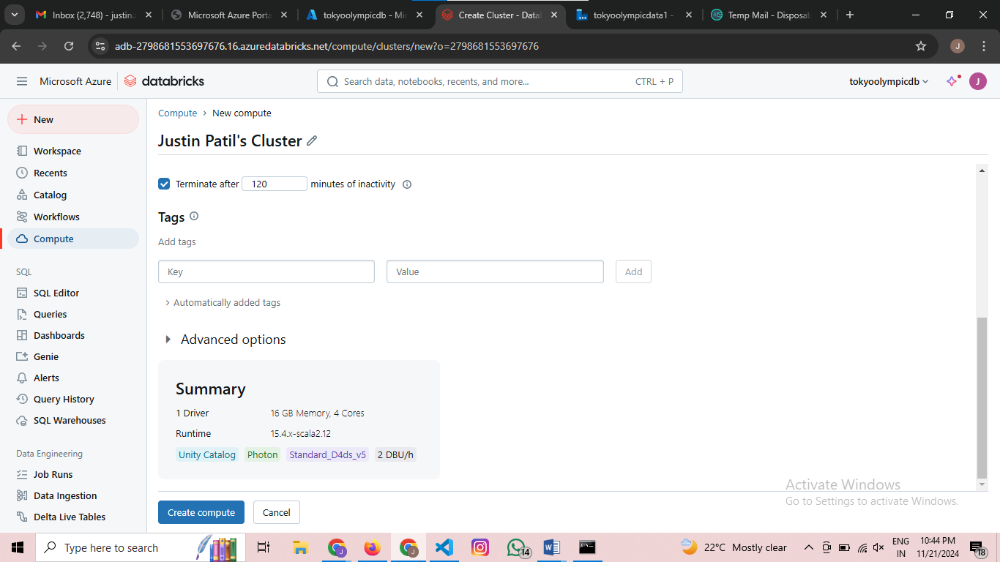 Inbox (2,748) - justin.
Microsoft Azure Porta
tokyoolympicdb - Mi
Create Cluster - Datab
tokyoolympicdata1 -
Temp Mail - Disposab
adb-2798681553697676.16.azuredatabricks.net/compute/clusters/new?o=2798681553697676
J
Microsoft Azure
databricks
Search data, notebooks, recents, and more...
CTRL + P
tokyoolympicdb
J
New
Workspace
Recents
Catalog
Workflows
Compute
SQL
SQL Editor
Queries
Dashboards
Genie
Alerts
Query History
SQL Warehouses
Data Engineering
Job Runs
Data Ingestion
Delta Live Tables
Compute › New compute
Justin Patil's Cluster
Terminate after 120 minutes of inactivity
Tags
Add tags
Key
Value
Add
Automatically added tags
Advanced options
Summary
1 Driver 16 GB Memory, 4 Cores
Runtime 15.4.x-scala2.12
Unity Catalog Photon Standard_D4ds_v5 2 DBU/h
Create compute
Cancel
Activate Windows
Go to Settings to activate Windows.
Type here to search
J
J
14
22°C Mostly clear
ENG
IN
10:44 PM
11/21/2024
18